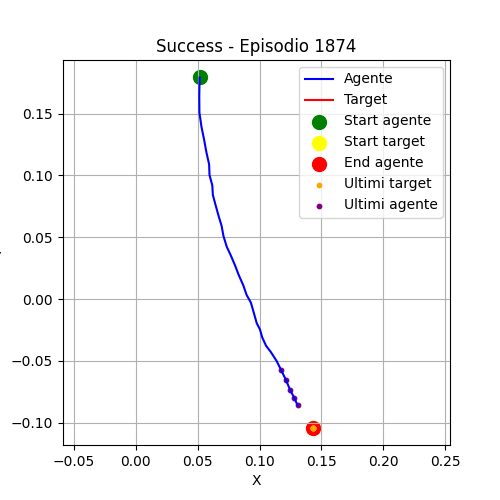 Success - Episodio 1874
Agente
Target
Start agente
Start target
End agente
Ultimi target
Ultimi agente
0.15
0.10
0.05
0.00
−0.05
−0.10
−0.05
0.00
0.05
0.10
0.15
0.20
0.25
X